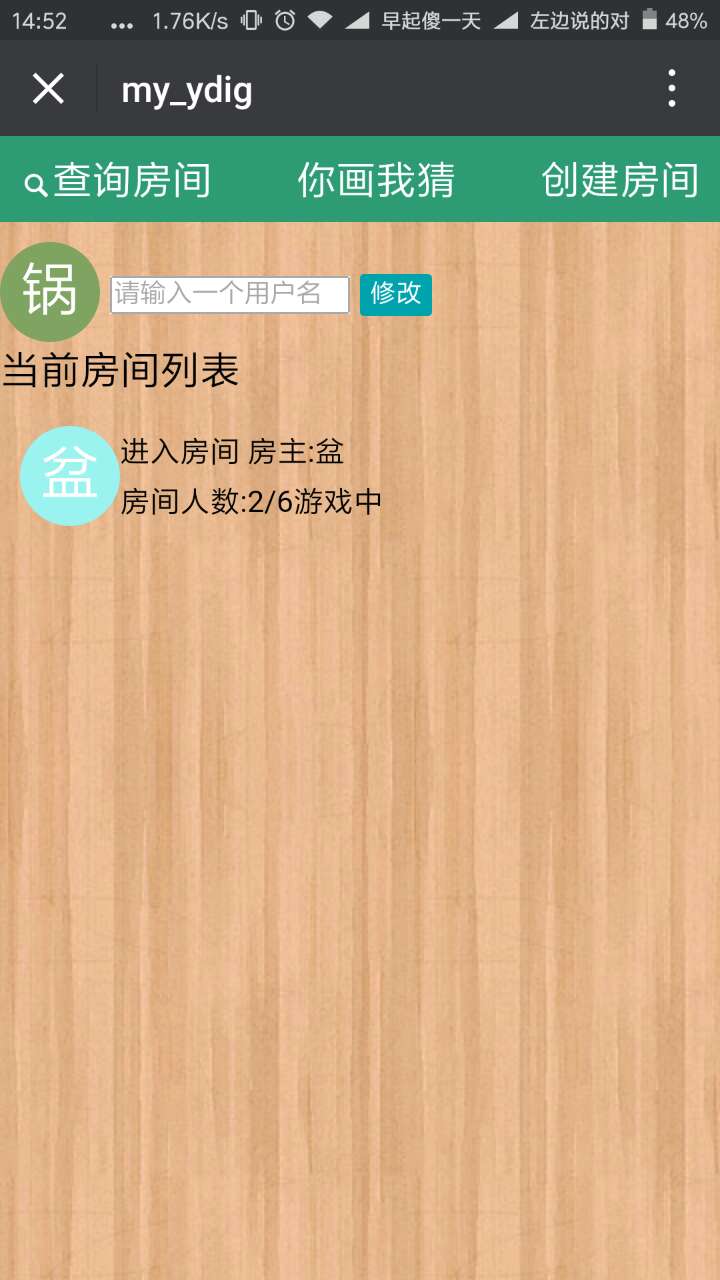 14:52 ... 1.76K/s 早起傻一天 左边说的对 48%
my_ydig
查询房间 你画我猜 创建房间
锅 请输入一个用户名 修改
当前房间列表
盆 进入房间 房主:盆
房间人数:2/6游戏中